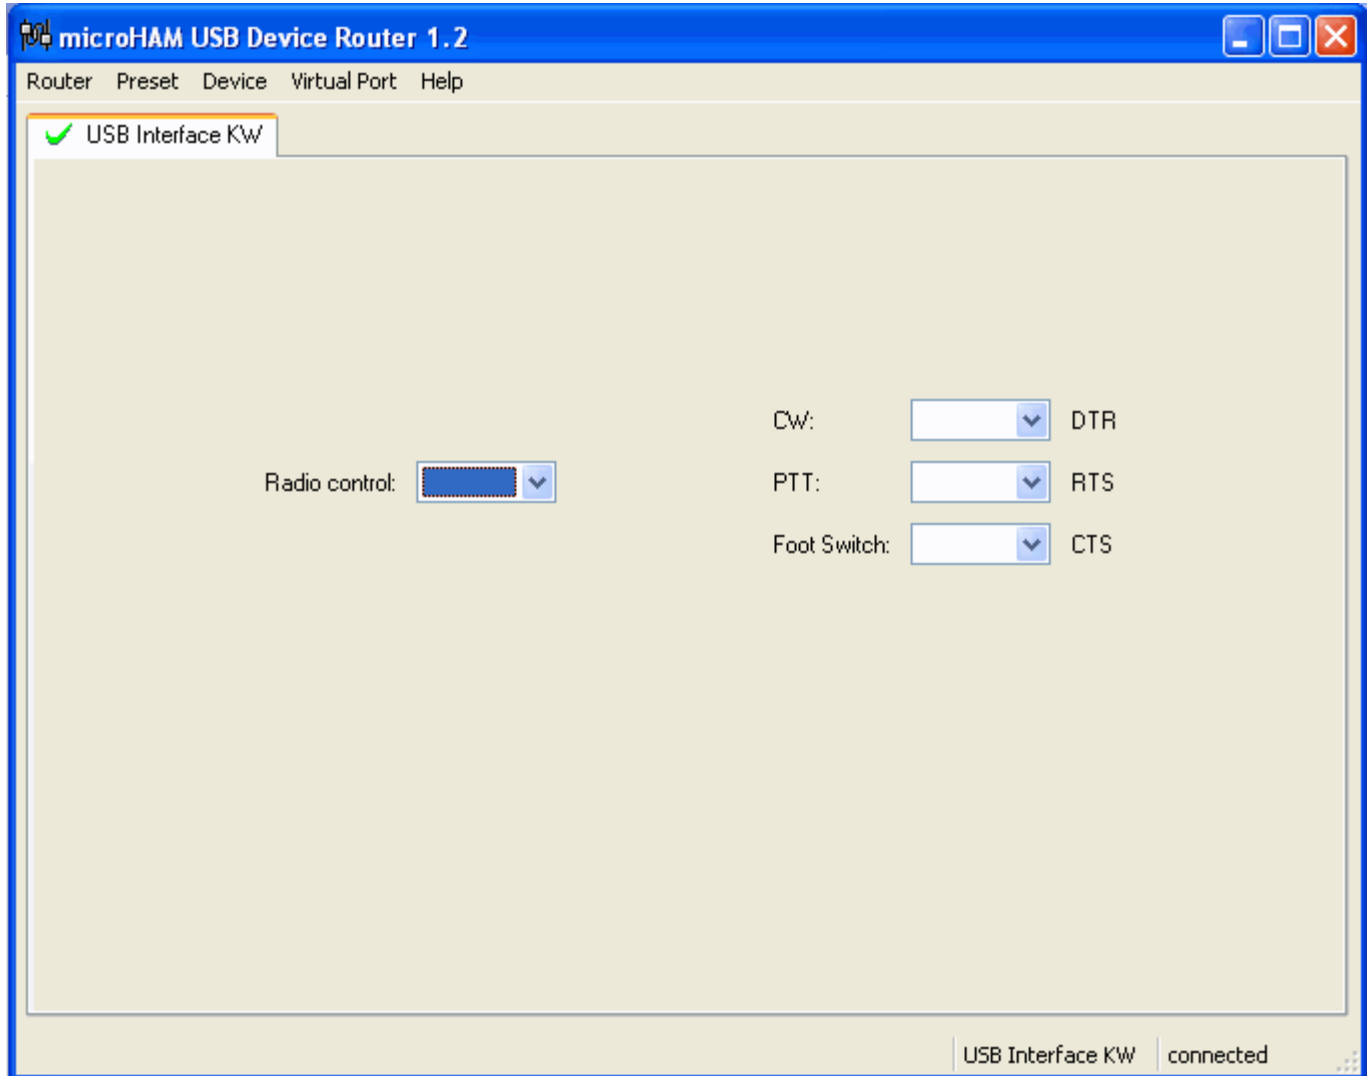 microHAM USB Device Router 1.2
Router Preset Device Virtual Port Help
USB Interface KW
CW: DTR
Radio control: PTT: RTS
Foot Switch: CTS
USB Interface KW connected